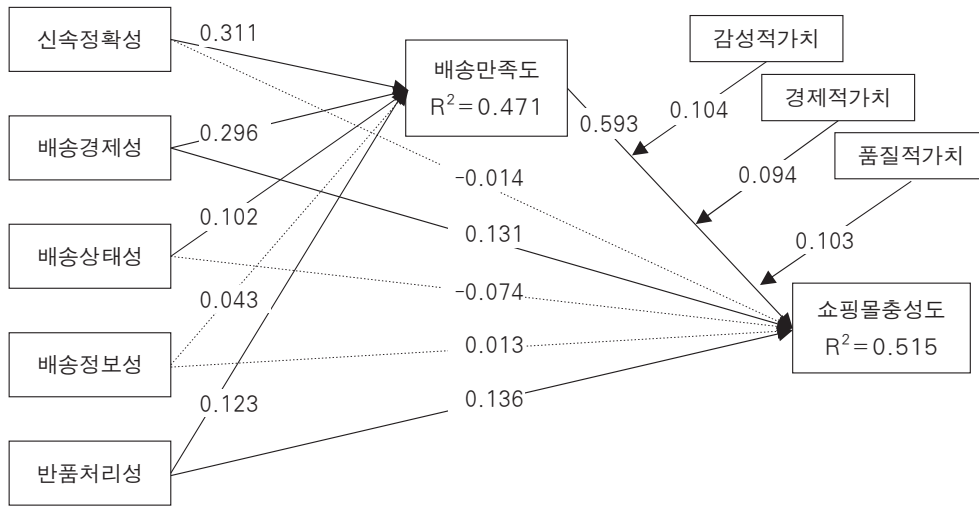 신속정확성
배송경제성
배송상태성
배송정보성
반품처리성
0.311
0.296
0.102
0.043
0.123
배송만족도
R²=0.471
-0.014
0.131
-0.074
0.013
0.136
0.593
감성적가치
0.104
경제적가치
0.094
품질적가치
0.103
쇼핑몰충성도
R²=0.515